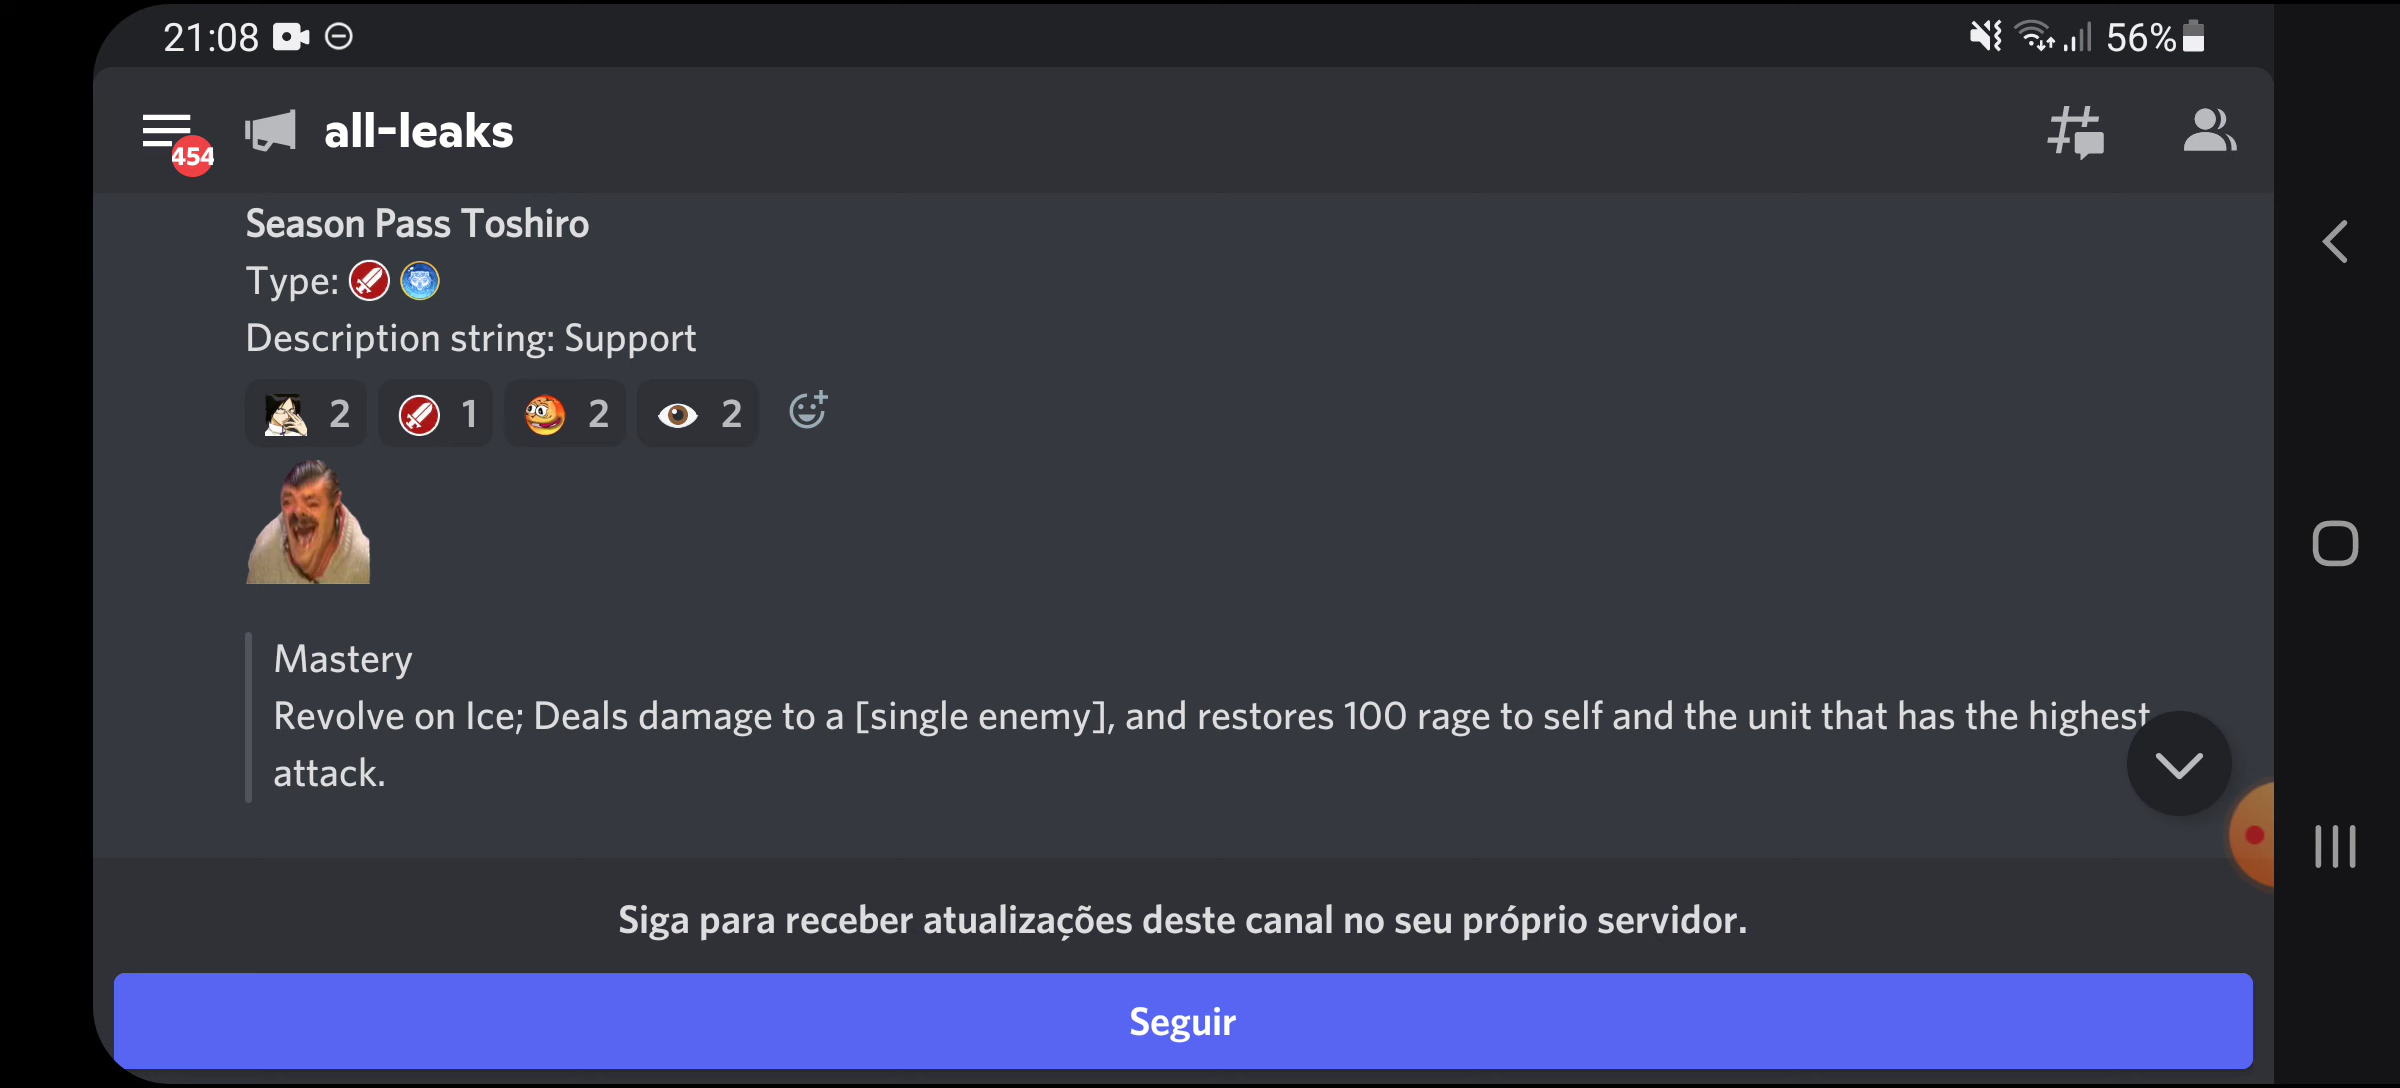 21:08
56%
454
all-leaks
Season Pass Toshiro
Type:
Description string: Support
2 1 2 2
Mastery
Revolve on Ice; Deals damage to a [single enemy], and restores 100 rage to self and the unit that has the highest
attack.
Siga para receber atualizações deste canal no seu próprio servidor.
Seguir